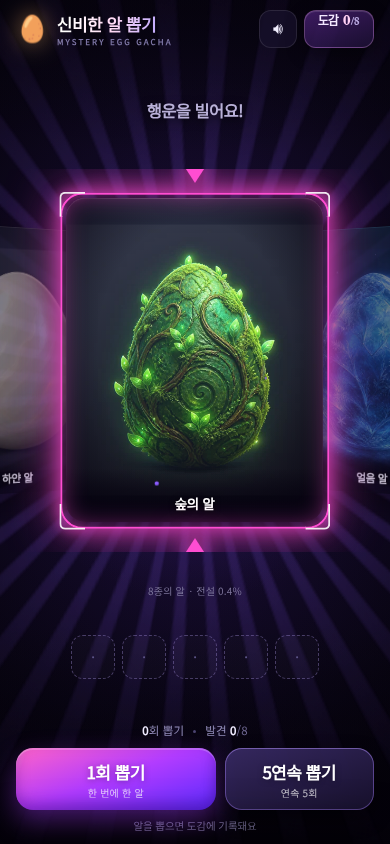 신비한 알 뽑기
MYSTERY EGG GACHA
도감 0/8
행운을 빌어요!
하얀 알
숲의 알
얼음 알
8종의 알 · 전설 0.4%
0회 뽑기 • 발견 0/8
1회 뽑기
한 번에 한 알
5연속 뽑기
연속 5회
알을 뽑으면 도감에 기록돼요